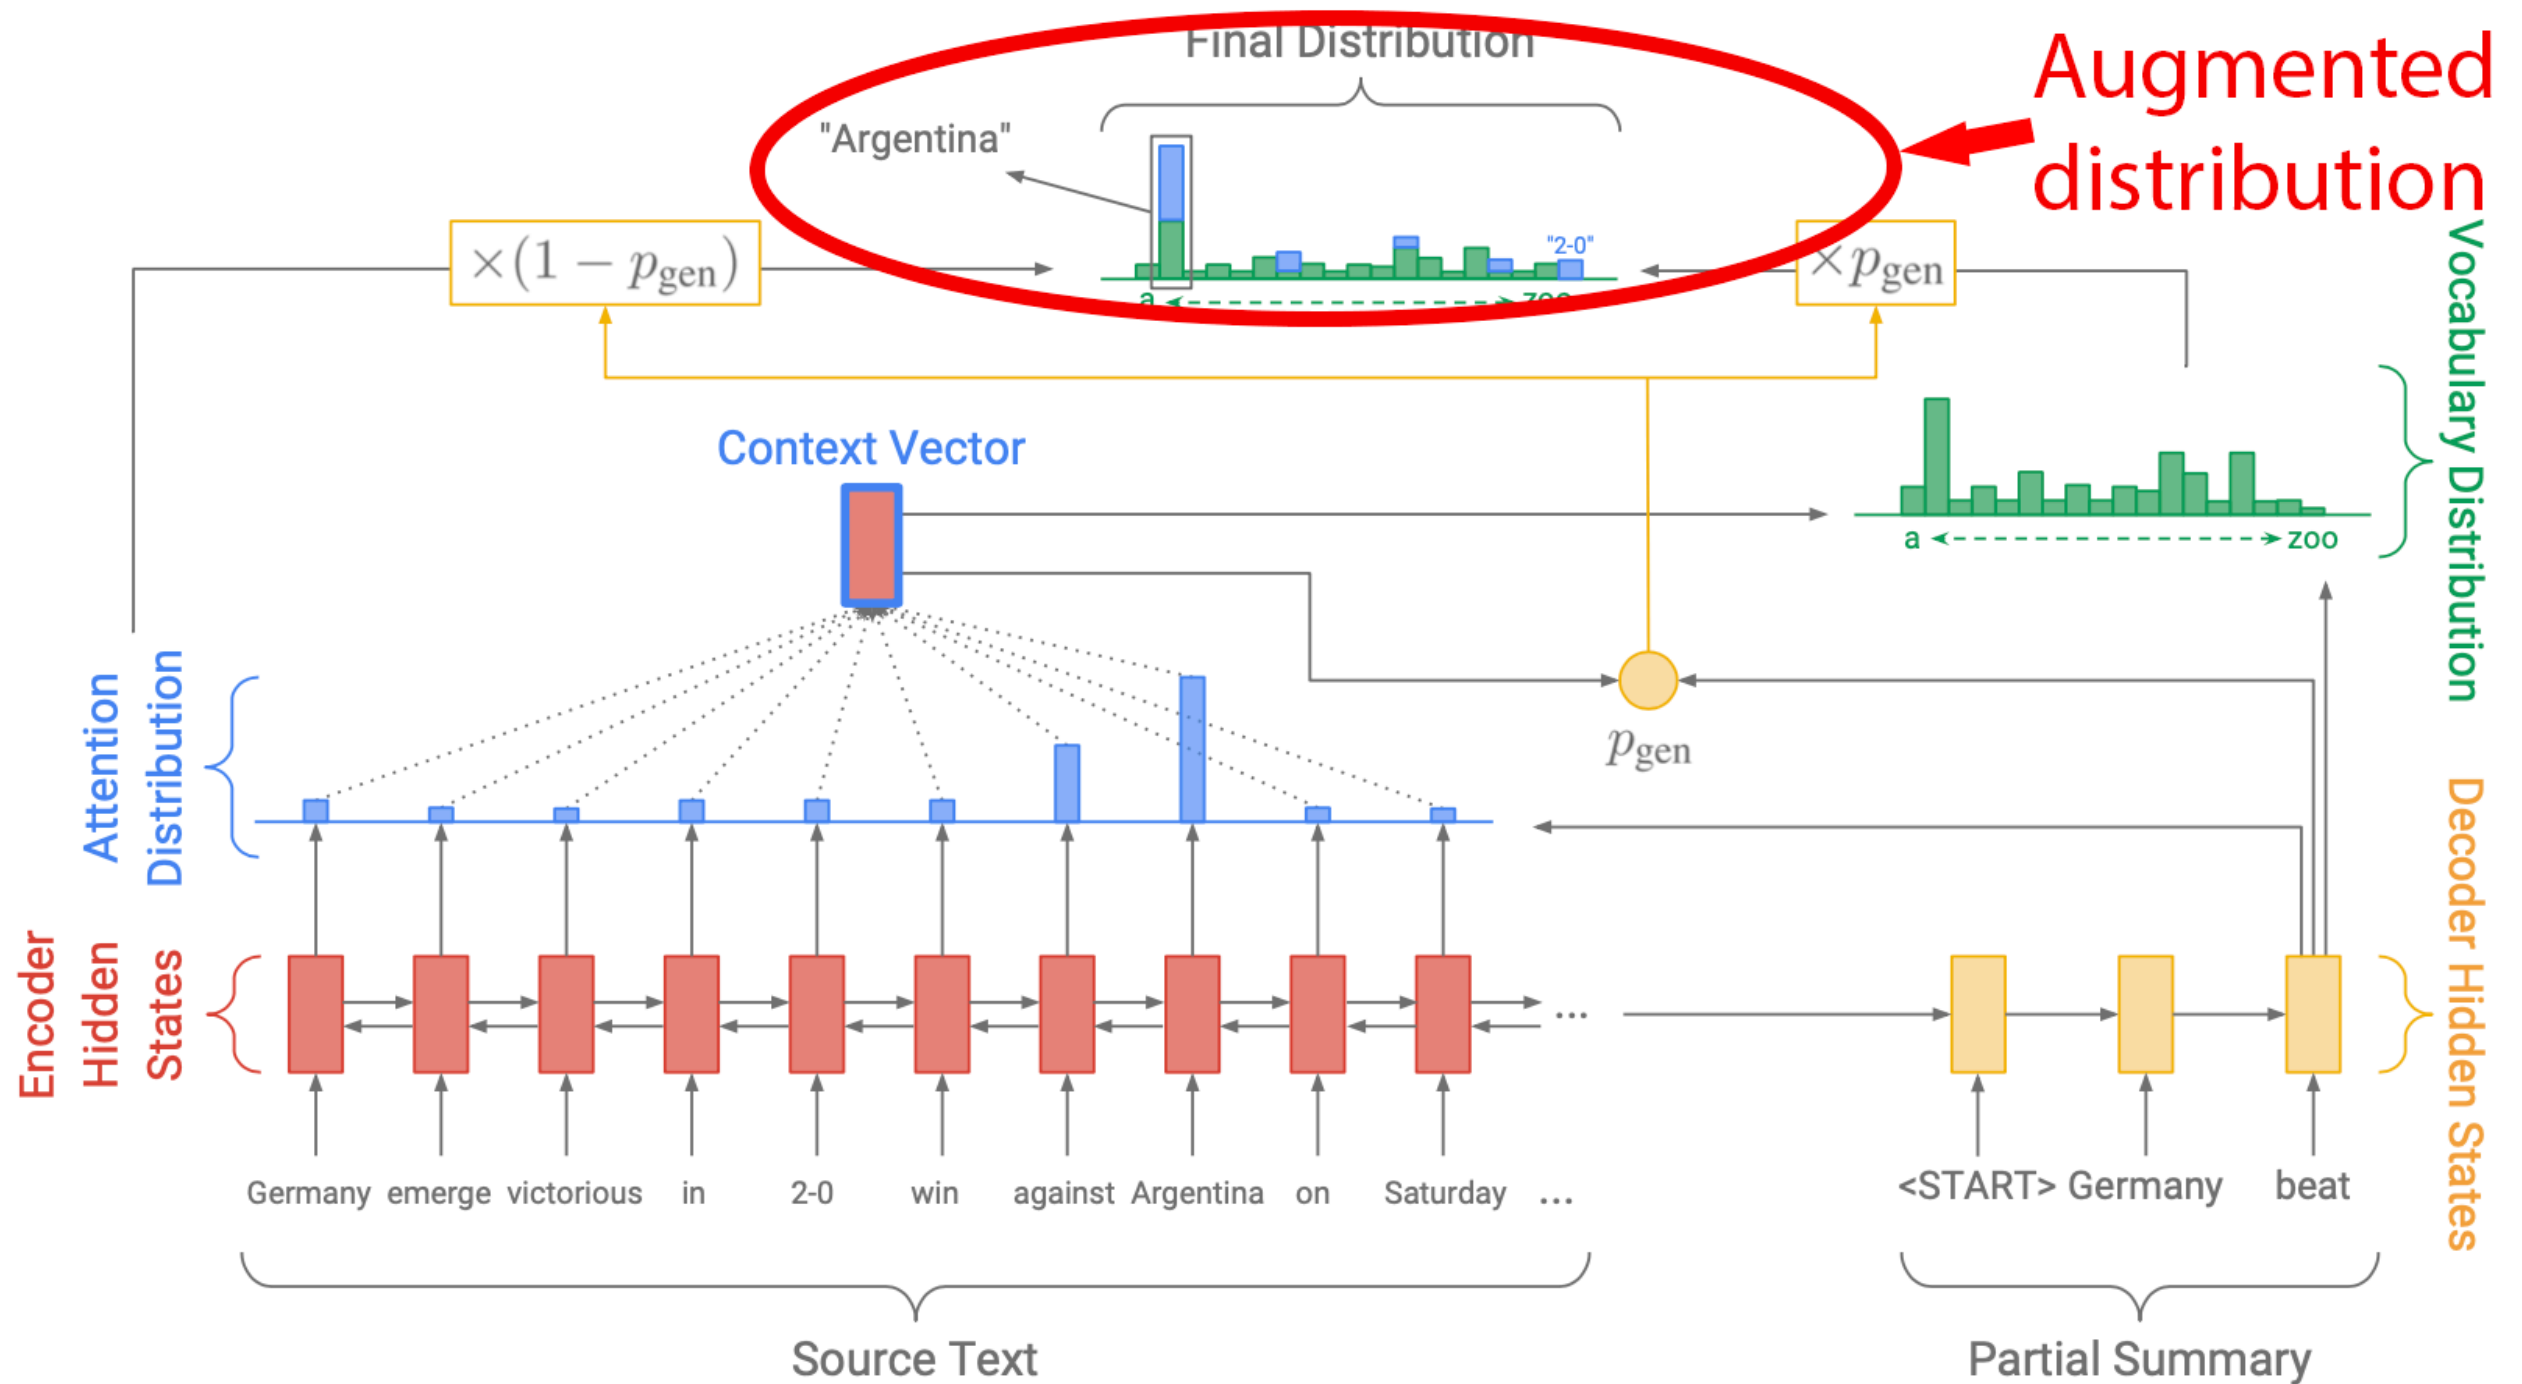 Final Distribution
Augmented
distribution
"Argentina"
×(1 − pgen)
"2-0"
×pgen
a
zoo
Context Vector
Vocabulary Distribution
a
zoo
Attention
Distribution
pgen
Encoder
Hidden
States
Decoder Hidden States
Germany emerge victorious in 2-0 win against Argentina on Saturday ...
...
<START> Germany beat
Source Text
Partial Summary